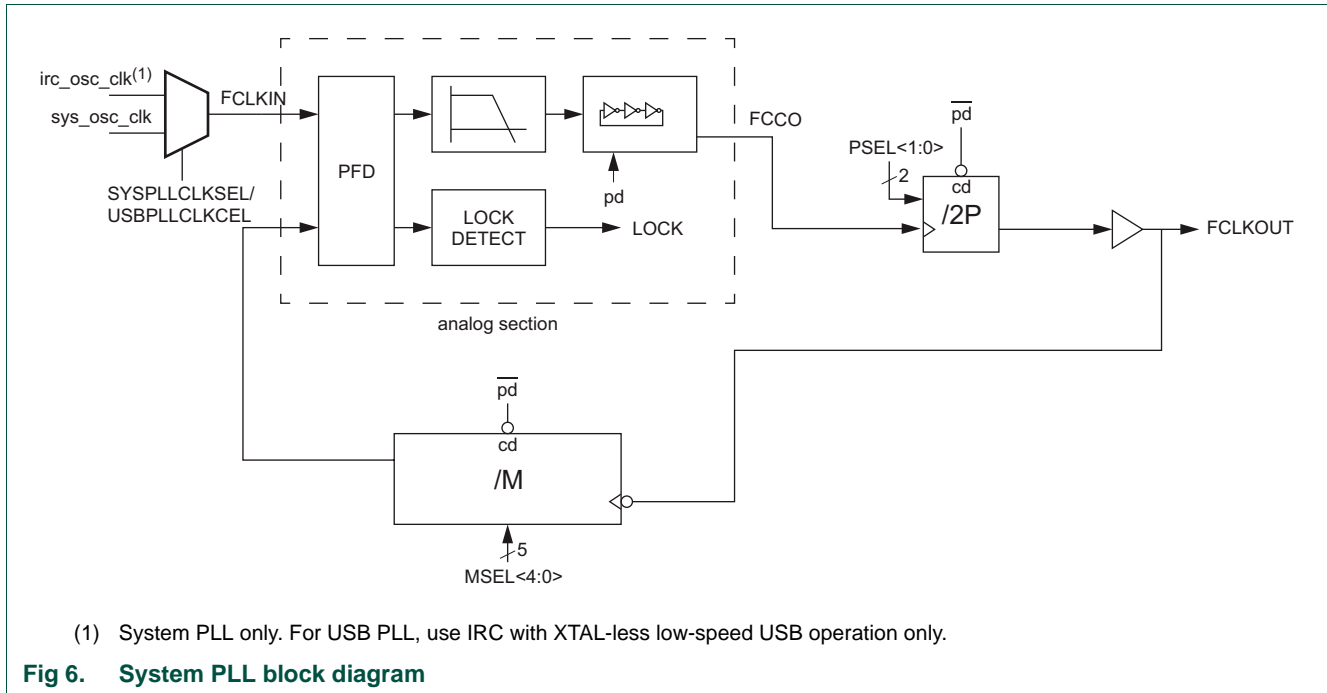 irc_osc_clk(1)
sys_osc_clk
FCLKIN
SYSPLLCLKSEL/
USBPLLCLKCEL
PFD
pd
LOCK
DETECT
LOCK
analog section
FCCO
PSEL<1:0>
2
pd
cd
/2P
FCLKOUT
pd
cd
/M
5
MSEL<4:0>
(1) System PLL only. For USB PLL, use IRC with XTAL-less low-speed USB operation only.
Fig 6. System PLL block diagram